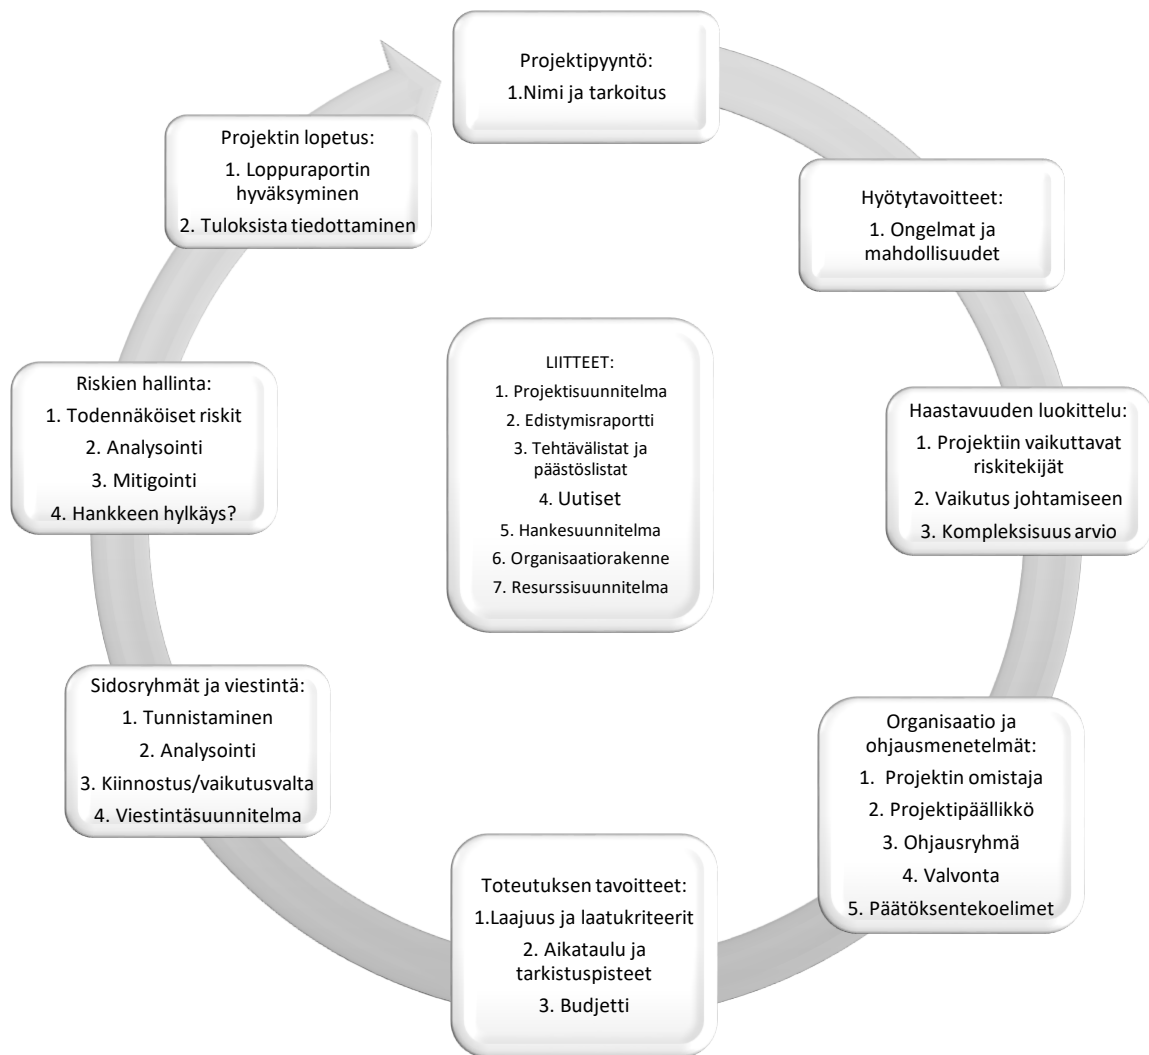 Projektipyyntö:
1.Nimi ja tarkoitus
Hyötytavoitteet:
1. Ongelmat ja
mahdollisuudet
Haastavuuden luokittelu:
1. Projektiin vaikuttavat
riskitekijät
2. Vaikutus johtamiseen
3. Kompleksisuus arvio
Organisaatio ja
ohjausmenetelmät:
1. Projektin omistaja
2. Projektipäällikkö
3. Ohjausryhmä
4. Valvonta
5. Päätöksentekoelimet
Toteutuksen tavoitteet:
1.Laajuus ja laatukriteerit
2. Aikataulu ja
tarkistuspisteet
3. Budjetti
Sidosryhmät ja viestintä:
1. Tunnistaminen
2. Analysointi
3. Kiinnostus/vaikutusvalta
4. Viestintäsuunnitelma
Riskien hallinta:
1. Todennäköiset riskit
2. Analysointi
3. Mitigointi
4. Hankkeen hylkäys?
Projektin lopetus:
1. Loppuraportin
hyväksyminen
2. Tuloksista tiedottaminen
LIITTEET:
1. Projektisuunnitelma
2. Edistymisraportti
3. Tehtävälistat ja
päästöslistat
4. Uutiset
5. Hankesuunnitelma
6. Organisaatiorakenne
7. Resurssisuunnitelma